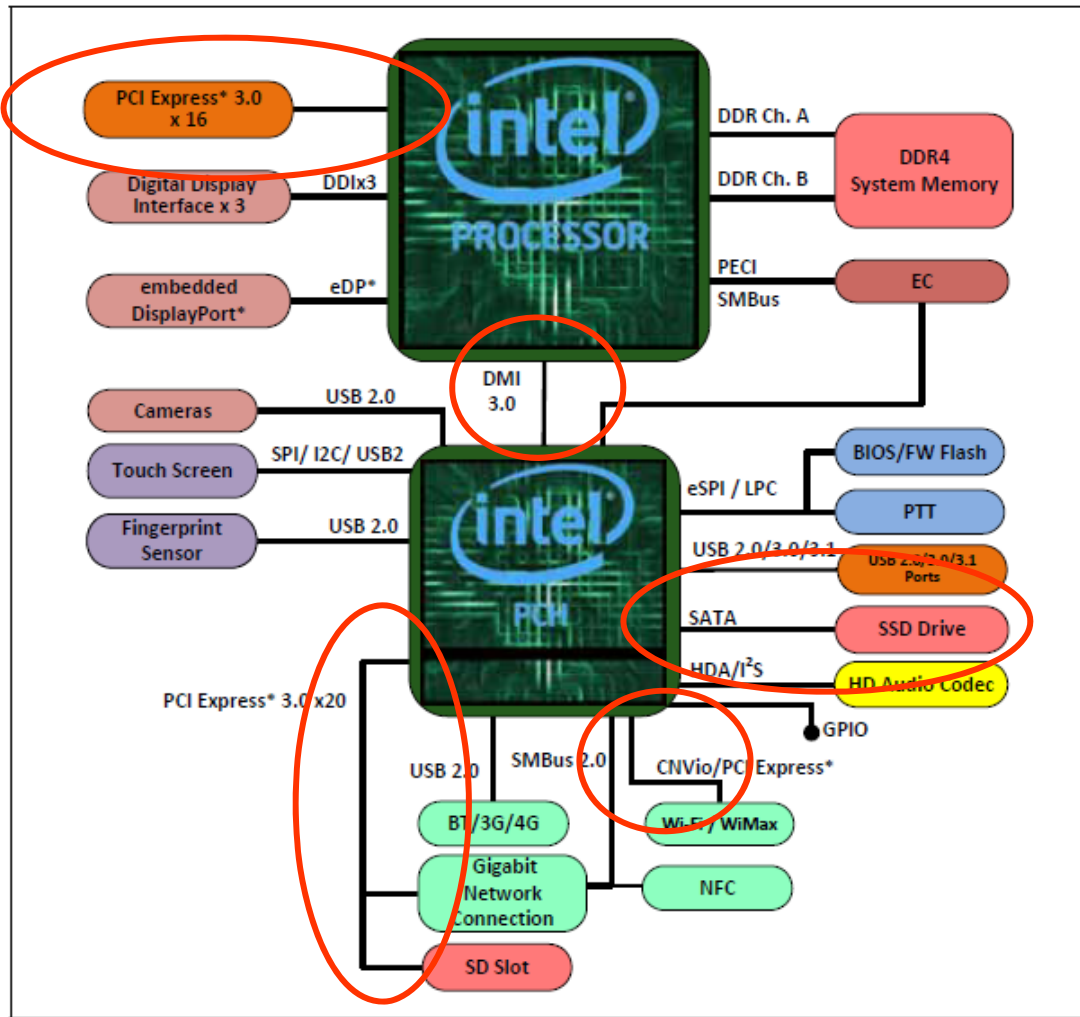 PCI Express* 3.0
x 16
intel®
PROCESSOR
DDR Ch. A
DDR Ch. B
DDR4
System Memory
Digital Display
Interface x 3
DDIx3
embedded
DisplayPort*
eDP*
PECI
SMBus
EC
DMI
3.0
Cameras
USB 2.0
Touch Screen
SPI/ I2C/ USB2
Fingerprint
Sensor
USB 2.0
intel
PCH
eSPI / LPC
BIOS/FW Flash
PTT
USB 2.0/3.0/3.1
USB 2.0/3.0/3.1
Ports
SATA
SSD Drive
HDA/I²S
HD Audio Codec
GPIO
PCI Express* 3.0 x20
USB 2.0
SMBus 2.0
CNVio/PCI Express*
BT/3G/4G
Wi-Fi / WiMax
Gigabit
Network
Connection
NFC
SD Slot